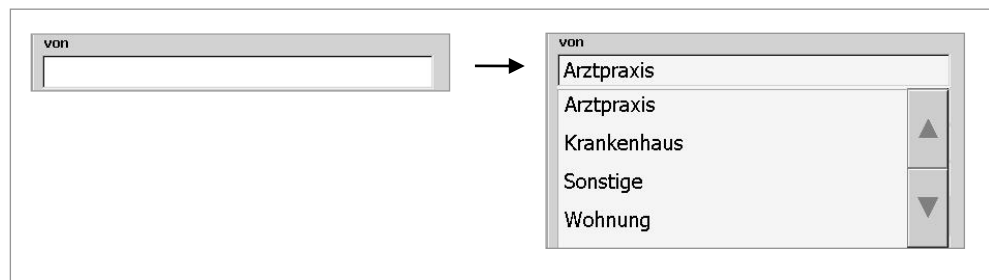 von
von
Arztpraxis
Arztpraxis
Krankenhaus
Sonstige
Wohnung